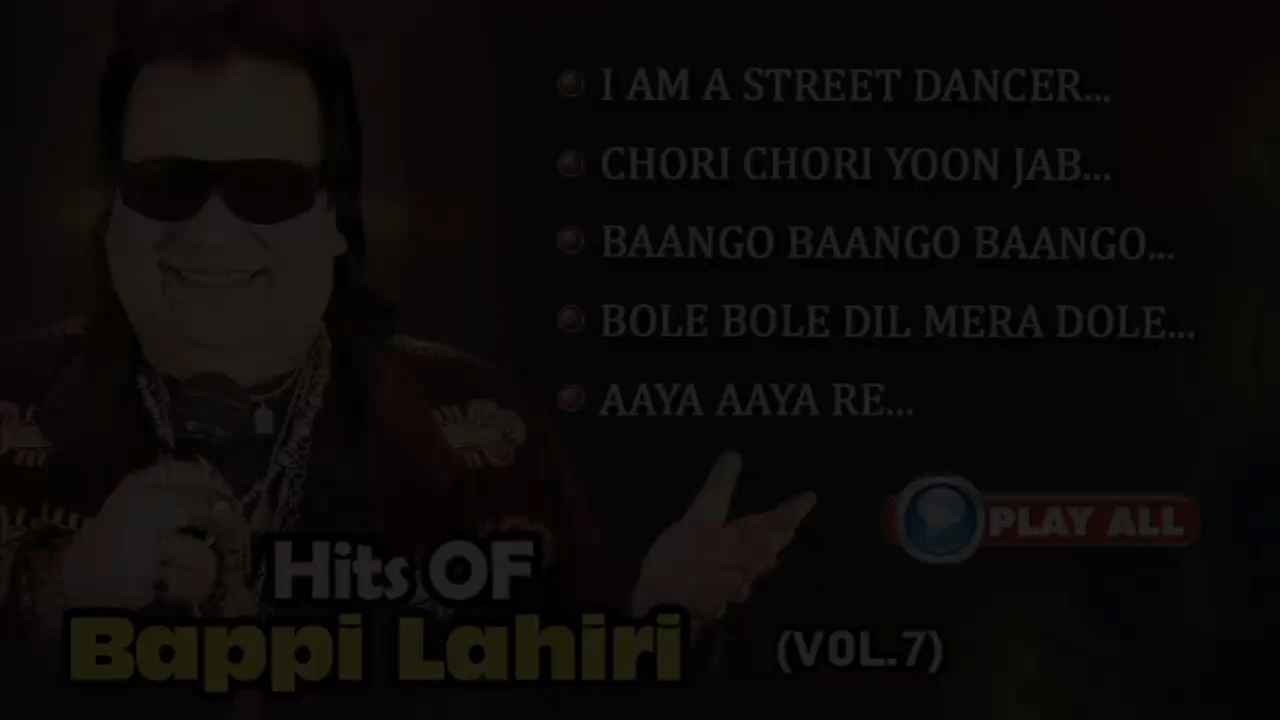 I AM A STREET DANCER...
CHORI CHORI YOON JAB...
BAANGO BAANGO BAANGO...
BOLE BOLE DIL MERA DOLE...
AAYA AAYA RE...
PLAY ALL
Hits OF
Bappi Lahiri
(VOL.7)